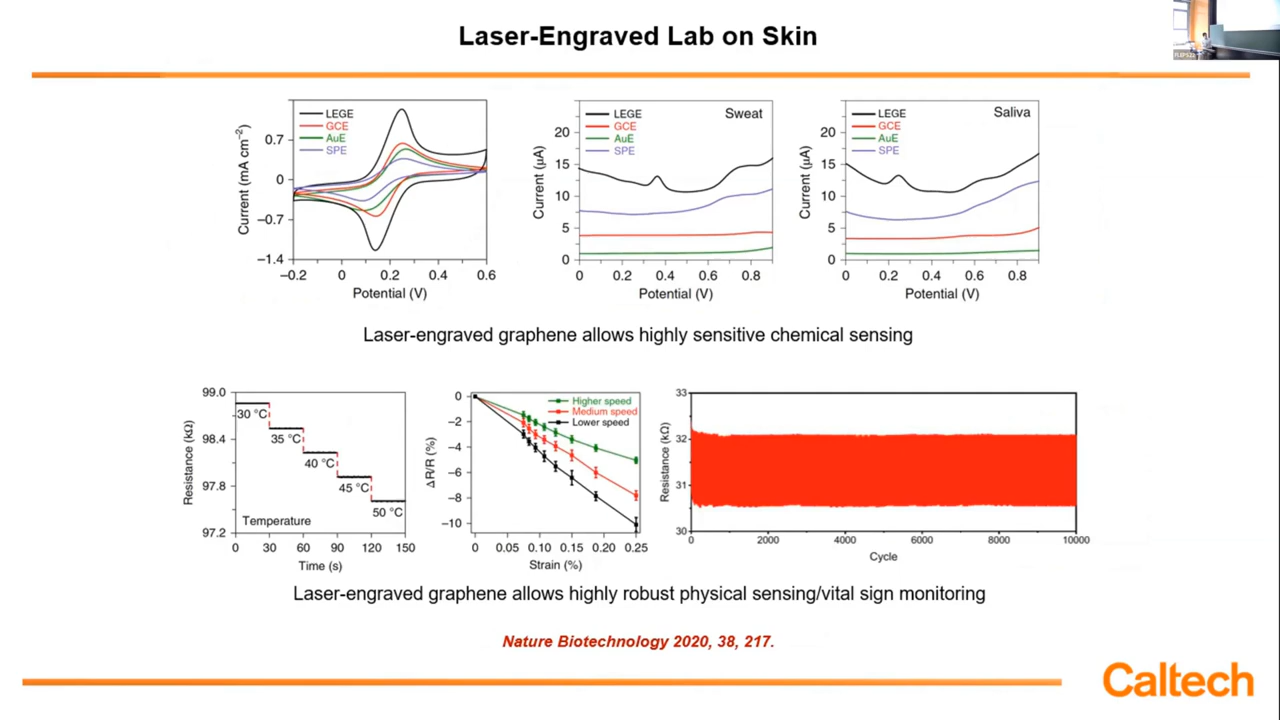 Laser-Engraved Lab on Skin
LEGE
GCE
AuE
SPE
Current (mA cm⁻²)
0.7
0
−0.7
−1.4
−0.2
0
0.2
0.4
0.6
Potential (V)
Sweat
LEGE
GCE
AuE
SPE
Current (μA)
20
15
10
5
0
0
0.2
0.4
0.6
0.8
Potential (V)
Saliva
LEGE
GCE
AuE
SPE
Current (μA)
20
15
10
5
0
0
0.2
0.4
0.6
0.8
Potential (V)
Laser-engraved graphene allows highly sensitive chemical sensing
Resistance (kΩ)
99.0
98.4
97.8
97.2
30 °C
35 °C
40 °C
45 °C
50 °C
Temperature
0
30
60
90
120
150
Time (s)
ΔR/R (%)
0
−2
−4
−6
−8
−10
Higher speed
Medium speed
Lower speed
0
0.05
0.10
0.15
0.20
0.25
Strain (%)
Resistance (kΩ)
33
32
31
30
0
2000
4000
6000
8000
10000
Cycle
Laser-engraved graphene allows highly robust physical sensing/vital sign monitoring
Nature Biotechnology 2020, 38, 217.
Caltech